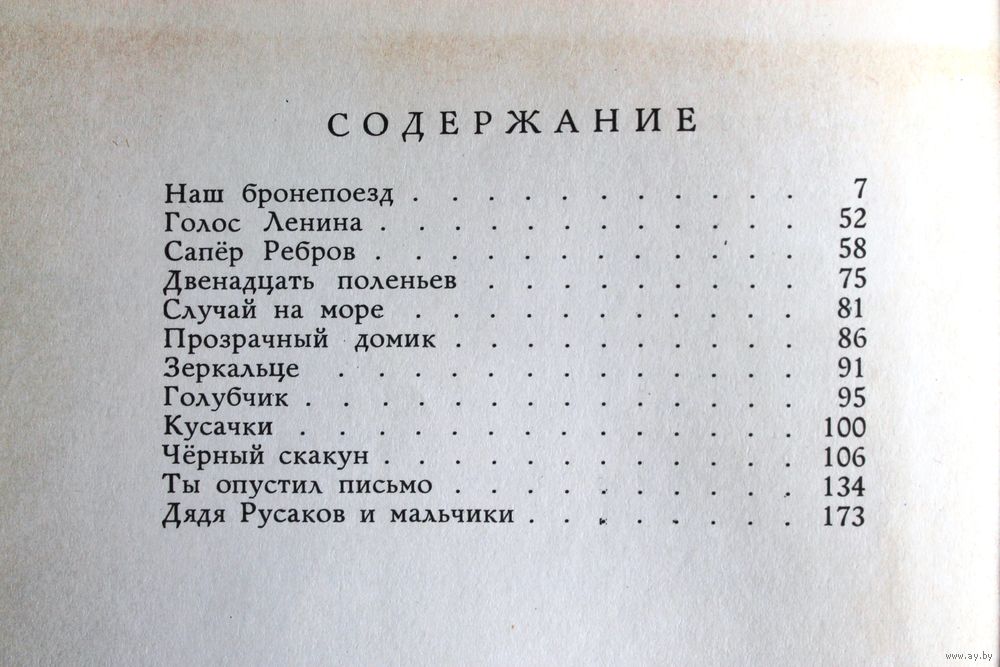 СОДЕРЖАНИЕ
Наш бронепоезд . . . . . . . . . . . 7
Голос Ленина . . . . . . . . . . . . 52
Сапёр Ребров . . . . . . . . . . . . 58
Двенадцать поленьев . . . . . . . . . 75
Случай на море . . . . . . . . . . . 81
Прозрачный домик . . . . . . . . . . 86
Зеркальце . . . . . . . . . . . . . 91
Голубчик . . . . . . . . . . . . . . 95
Кусачки . . . . . . . . . . . . . . 100
Чёрный скакун . . . . . . . . . . . . 106
Ты опустил письмо . . . . . . . . . . 134
Дядя Русаков и мальчики . . . . . . . . 173
www.ay.by